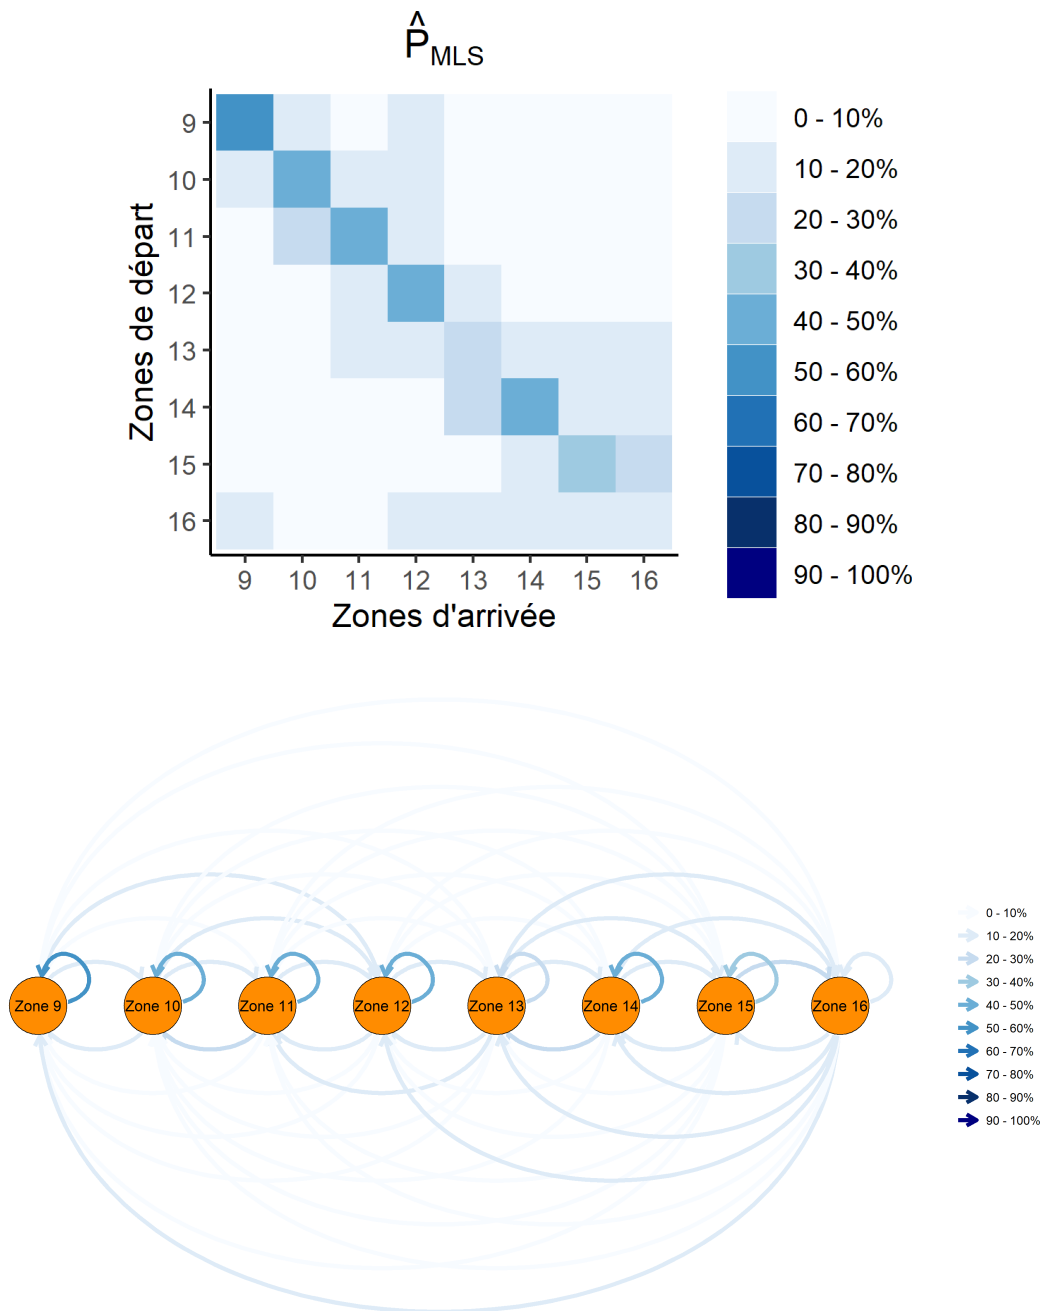 P̂MLS
Zones de départ
9
10
11
12
13
14
15
16
9 10 11 12 13 14 15 16
Zones d'arrivée
0 - 10%
10 - 20%
20 - 30%
30 - 40%
40 - 50%
50 - 60%
60 - 70%
70 - 80%
80 - 90%
90 - 100%
Zone 9 Zone 10 Zone 11 Zone 12 Zone 13 Zone 14 Zone 15 Zone 16
0 - 10%
10 - 20%
20 - 30%
30 - 40%
40 - 50%
50 - 60%
60 - 70%
70 - 80%
80 - 90%
90 - 100%